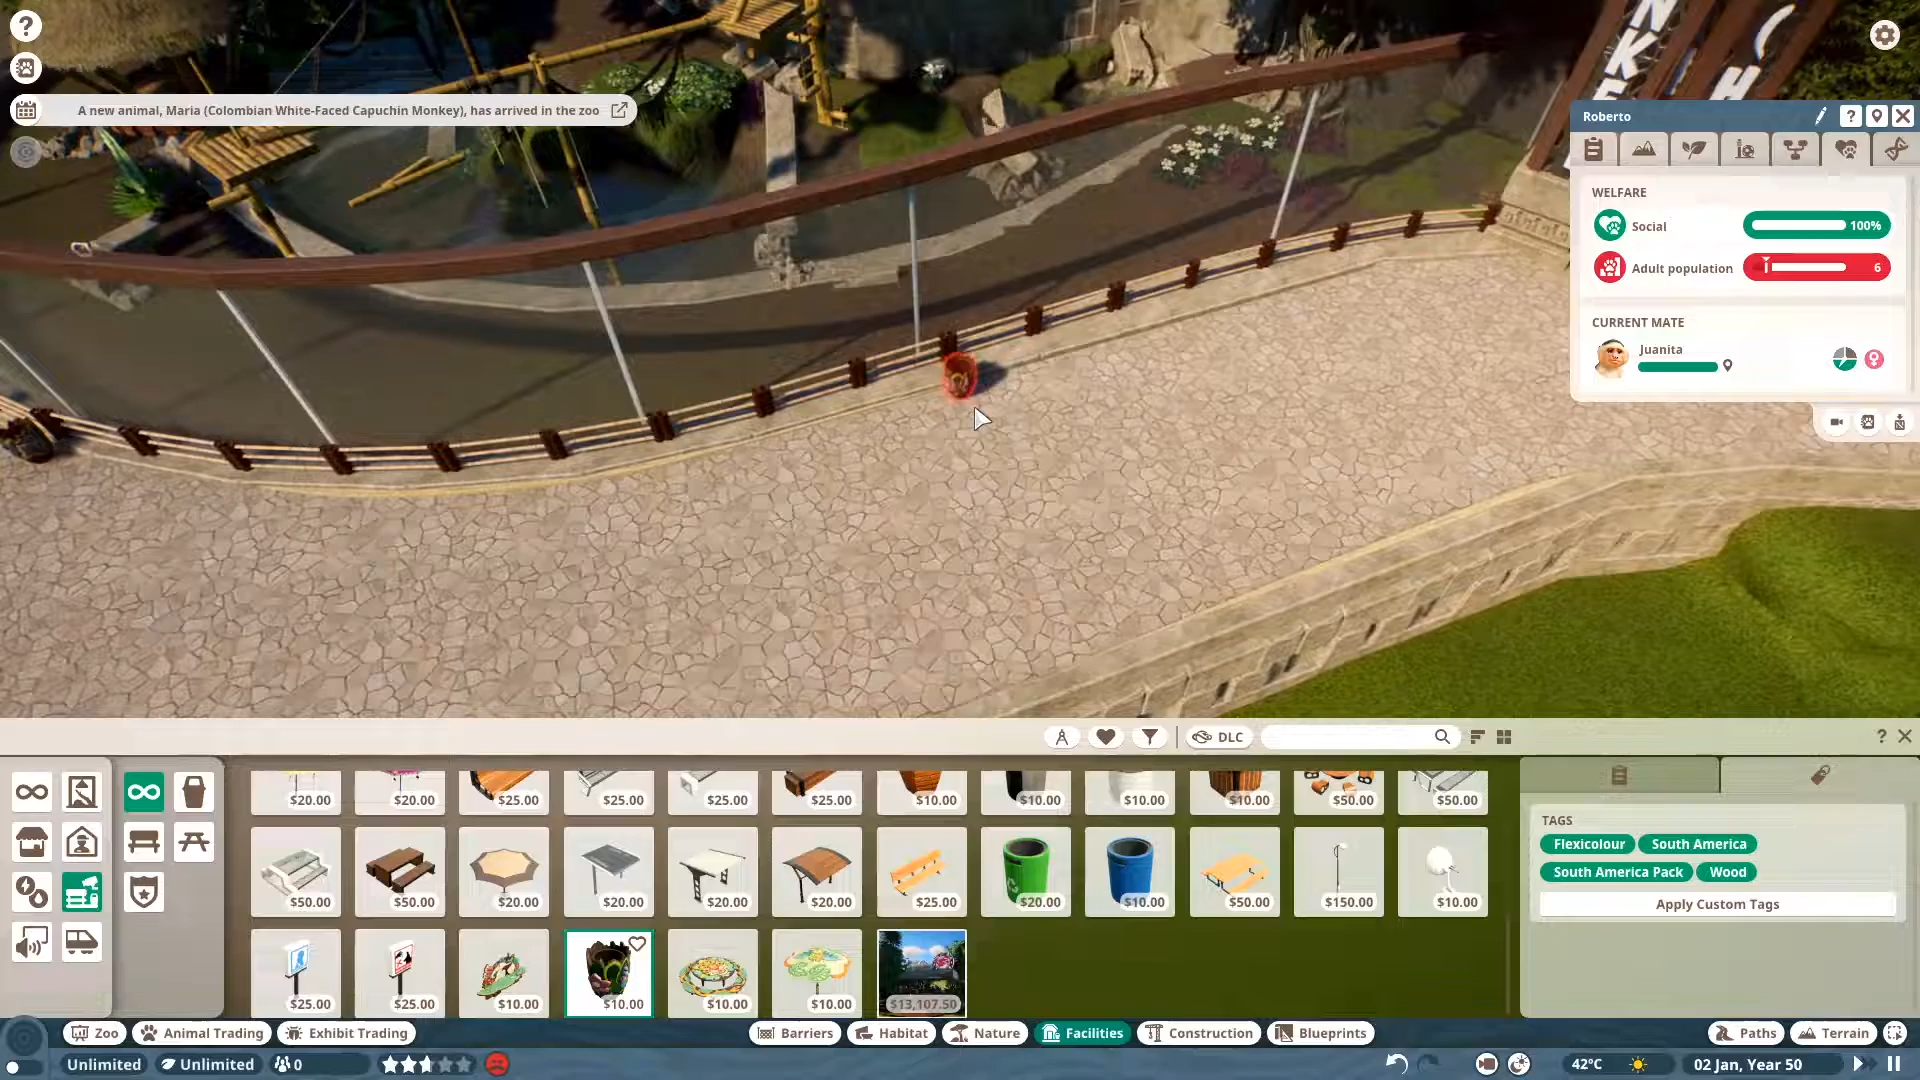 ?
A new animal, Maria (Colombian White-Faced Capuchin Monkey), has arrived in the zoo
NKE
H
Roberto
?
WELFARE
Social
100%
Adult population
6
CURRENT MATE
Juanita
DLC
?
$20.00 $20.00 $25.00 $25.00 $25.00 $25.00 $10.00 $10.00 $10.00 $10.00 $50.00 $50.00
$50.00 $50.00 $20.00 $20.00 $20.00 $20.00 $25.00 $20.00 $10.00 $50.00 $150.00 $10.00
$25.00 $25.00 $10.00 $10.00 $10.00 $10.00 $13,107.50
TAGS
Flexicolour South America
South America Pack Wood
Apply Custom Tags
Zoo Animal Trading Exhibit Trading Barriers Habitat Nature Facilities Construction Blueprints Paths Terrain
Unlimited Unlimited 0 42°C 02 Jan, Year 50